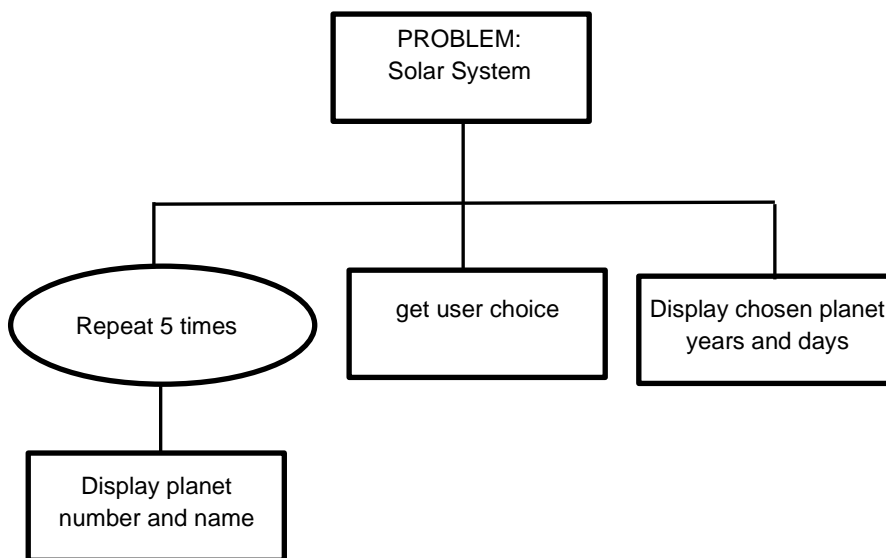 PROBLEM:
Solar System
Repeat 5 times
get user choice
Display chosen planet
years and days
Display planet
number and name